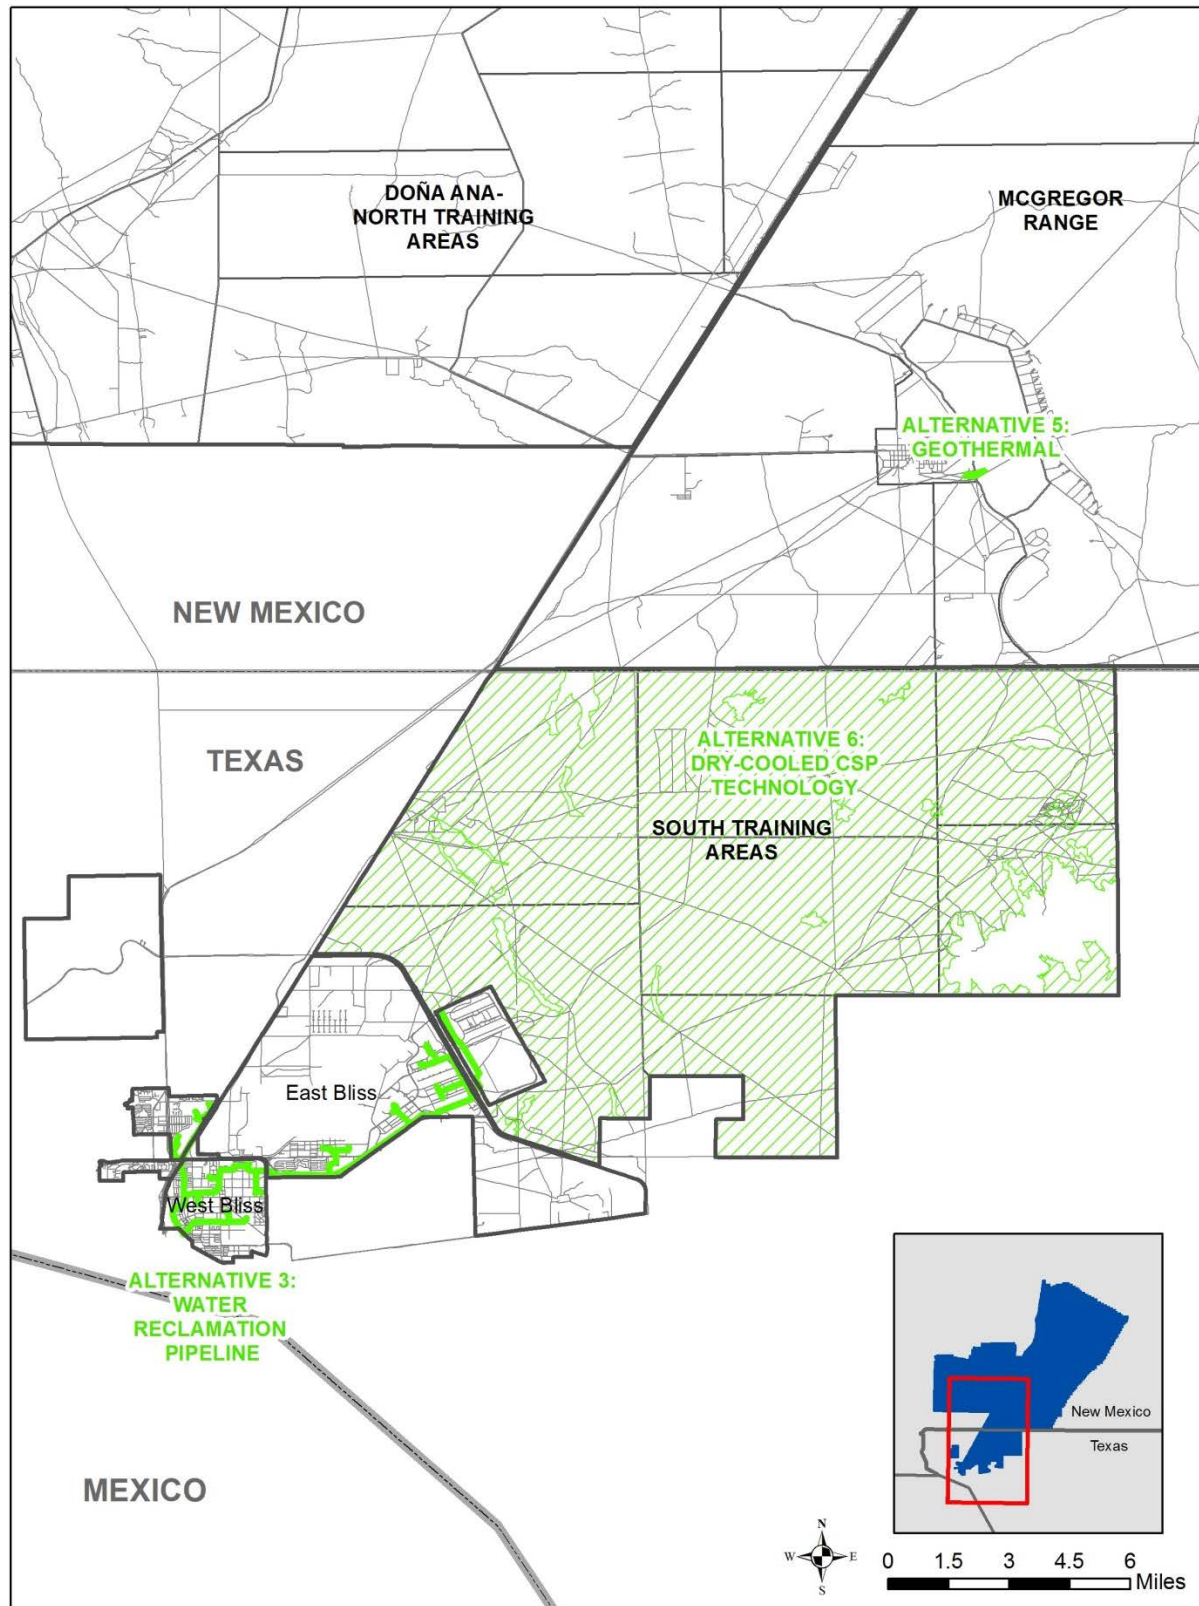 DOÑA ANA-
NORTH TRAINING
AREAS
MCGREGOR
RANGE
ALTERNATIVE 5:
GEOTHERMAL
NEW MEXICO
TEXAS
ALTERNATIVE 6:
DRY-COOLED CSP
TECHNOLOGY
SOUTH TRAINING
AREAS
East Bliss
West Bliss
ALTERNATIVE 3:
WATER
RECLAMATION
PIPELINE
MEXICO
New Mexico
Texas
N
W E
S
0 1.5 3 4.5 6
Miles